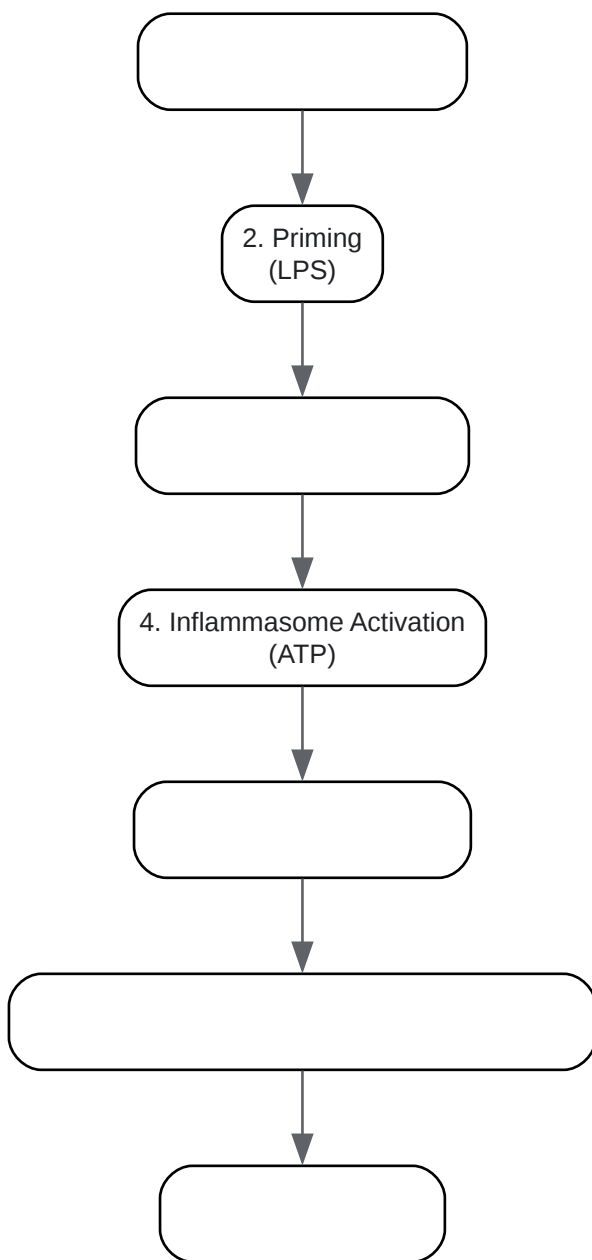 2. Priming
(LPS)
4. Inflammasome Activation
(ATP)